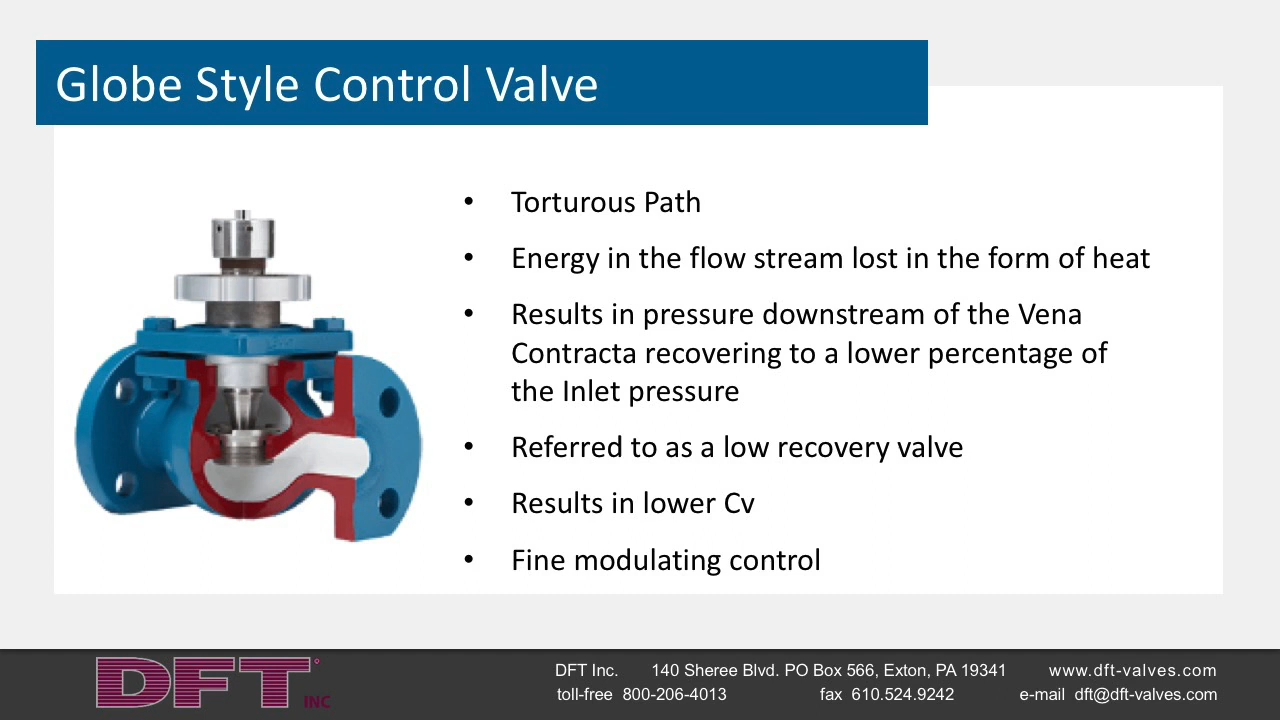 Globe Style Control Valve
• Torturous Path
• Energy in the flow stream lost in the form of heat
• Results in pressure downstream of the Vena
Contracta recovering to a lower percentage of
the Inlet pressure
• Referred to as a low recovery valve
• Results in lower Cv
• Fine modulating control
DFT INC
DFT Inc. 140 Sheree Blvd. PO Box 566, Exton, PA 19341 www.dft-valves.com
toll-free 800-206-4013 fax 610.524.9242 e-mail dft@dft-valves.com